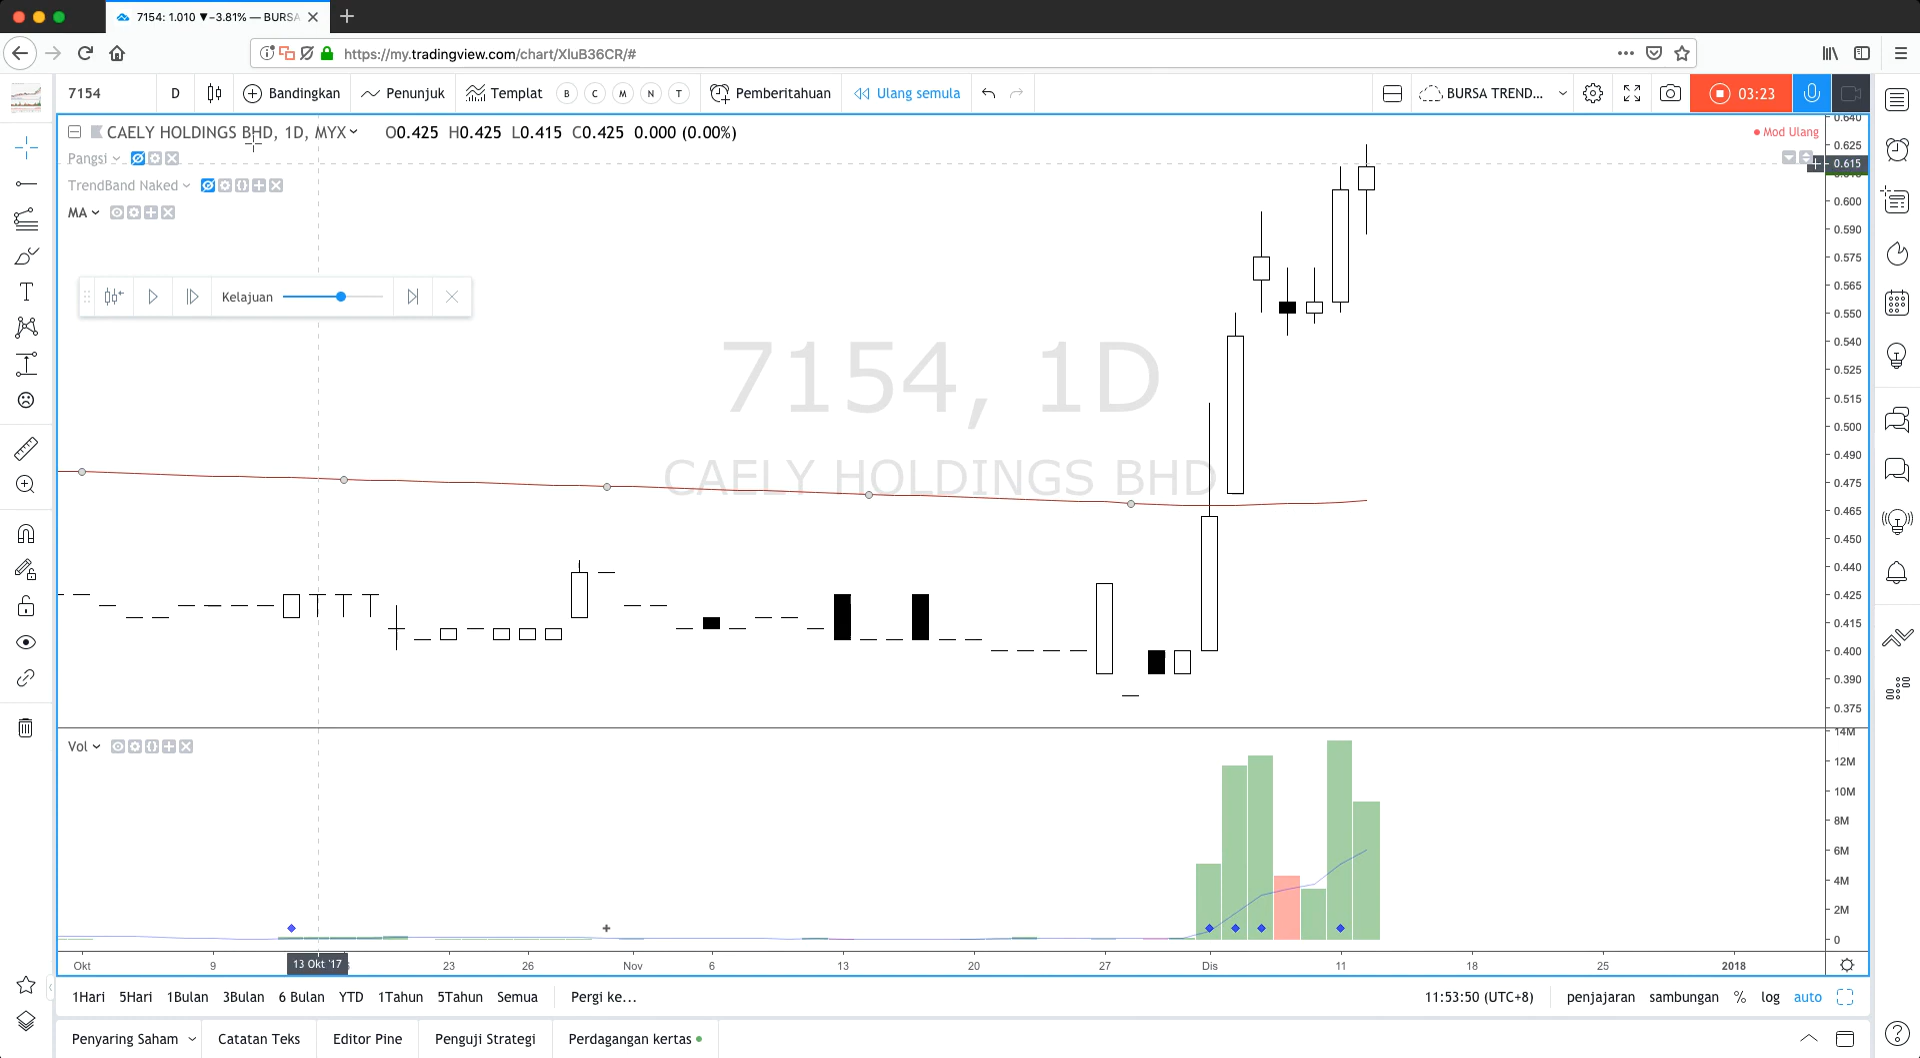 7154: 1.010 ▼−3.81% — BURSA
https://my.tradingview.com/chart/XluB36CR/#
7154 D Bandingkan Penunjuk Templat B C M N T Pemberitahuan Ulang semula BURSA TREND... 03:23
CAELY HOLDINGS BHD, 1D, MYX O0.425 H0.425 L0.415 C0.425 0.000 (0.00%)
Mod Ulang
Pangsi
TrendBand Naked
MA
Kelajuan
7154, 1D
CAELY HOLDINGS BHD
0.640
0.625
0.615
0.600
0.590
0.575
0.565
0.550
0.540
0.525
0.515
0.500
0.490
0.475
0.465
0.450
0.440
0.425
0.415
0.400
0.390
0.375
Vol
14M
12M
10M
8M
6M
4M
2M
0
Okt 9 13 Okt '17 23 26 Nov 6 13 20 27 Dis 11 18 25 2018
1Hari 5Hari 1Bulan 3Bulan 6 Bulan YTD 1Tahun 5Tahun Semua Pergi ke... 11:53:50 (UTC+8) penjajaran sambungan % log auto
Penyaring Saham Catatan Teks Editor Pine Penguji Strategi Perdagangan kertas